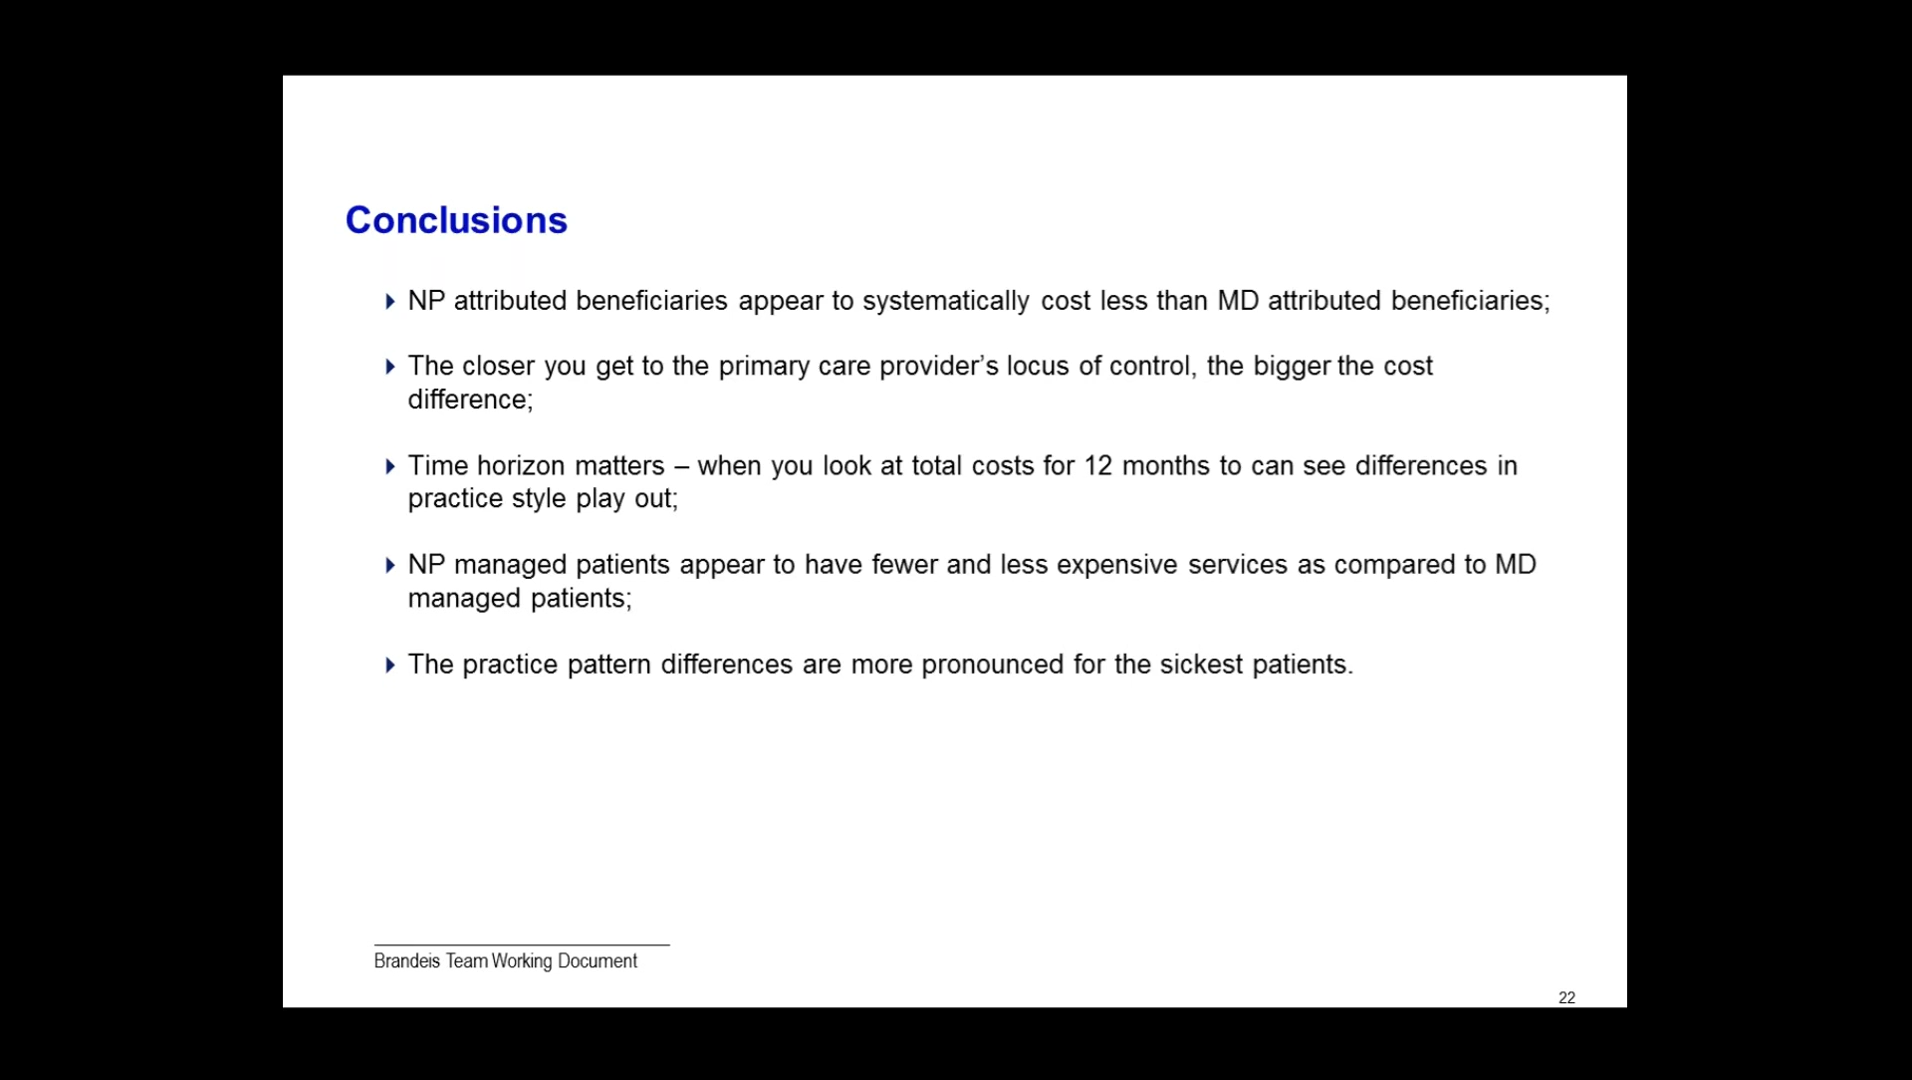 Conclusions
NP attributed beneficiaries appear to systematically cost less than MD attributed beneficiaries;
The closer you get to the primary care provider’s locus of control, the bigger the cost
difference;
Time horizon matters – when you look at total costs for 12 months to can see differences in
practice style play out;
NP managed patients appear to have fewer and less expensive services as compared to MD
managed patients;
The practice pattern differences are more pronounced for the sickest patients.
Brandeis Team Working Document
22